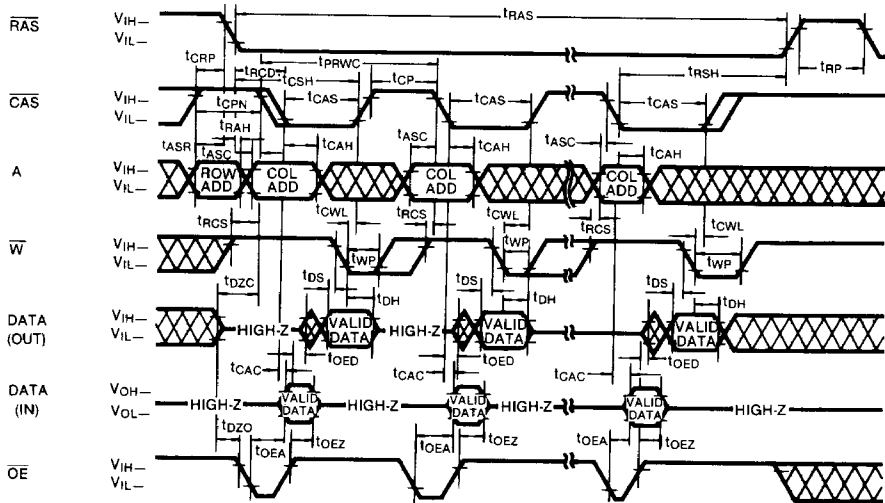 RAS VIH VIL tRAS
tCRP tRCD tPRWC tCSH tCP tRSH tRP
CAS VIH VIL tCPN tCAS tCAS tCAS
tRAH
tASR tASC tCAH tASC tCAH tASC tCAH
A VIH VIL ROW ADD COL ADD COL ADD COL ADD
tRCS tCWL tRCS tCWL tRCS tCWL
W VIH VIL tWP tWP tWP
tDZC tDS tDH tDS tDH tDS tDH
DATA (OUT) VIH VIL HIGH-Z VALID DATA HIGH-Z VALID DATA VALID DATA
tCAC tOED tCAC tOED tCAC tOED
DATA (IN) VOH VOL HIGH-Z VALID DATA HIGH-Z VALID DATA HIGH-Z VALID DATA HIGH-Z
tDZO tOEA tOEZ tOEA tOEZ tOEA tOEZ
OE VIH VIL